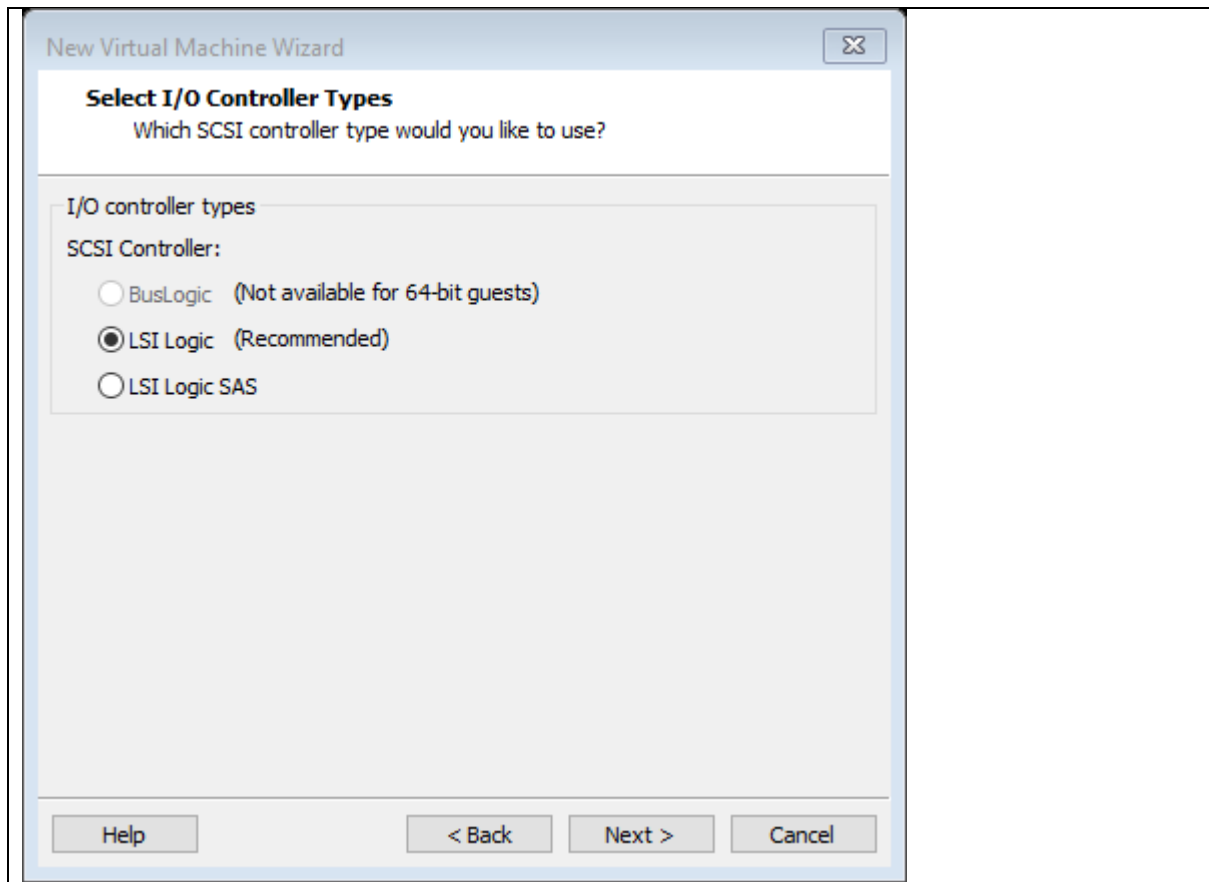 New Virtual Machine Wizard
Select I/O Controller Types
Which SCSI controller type would you like to use?
I/O controller types
SCSI Controller:
BusLogic (Not available for 64-bit guests)
LSI Logic (Recommended)
LSI Logic SAS
Help < Back Next > Cancel